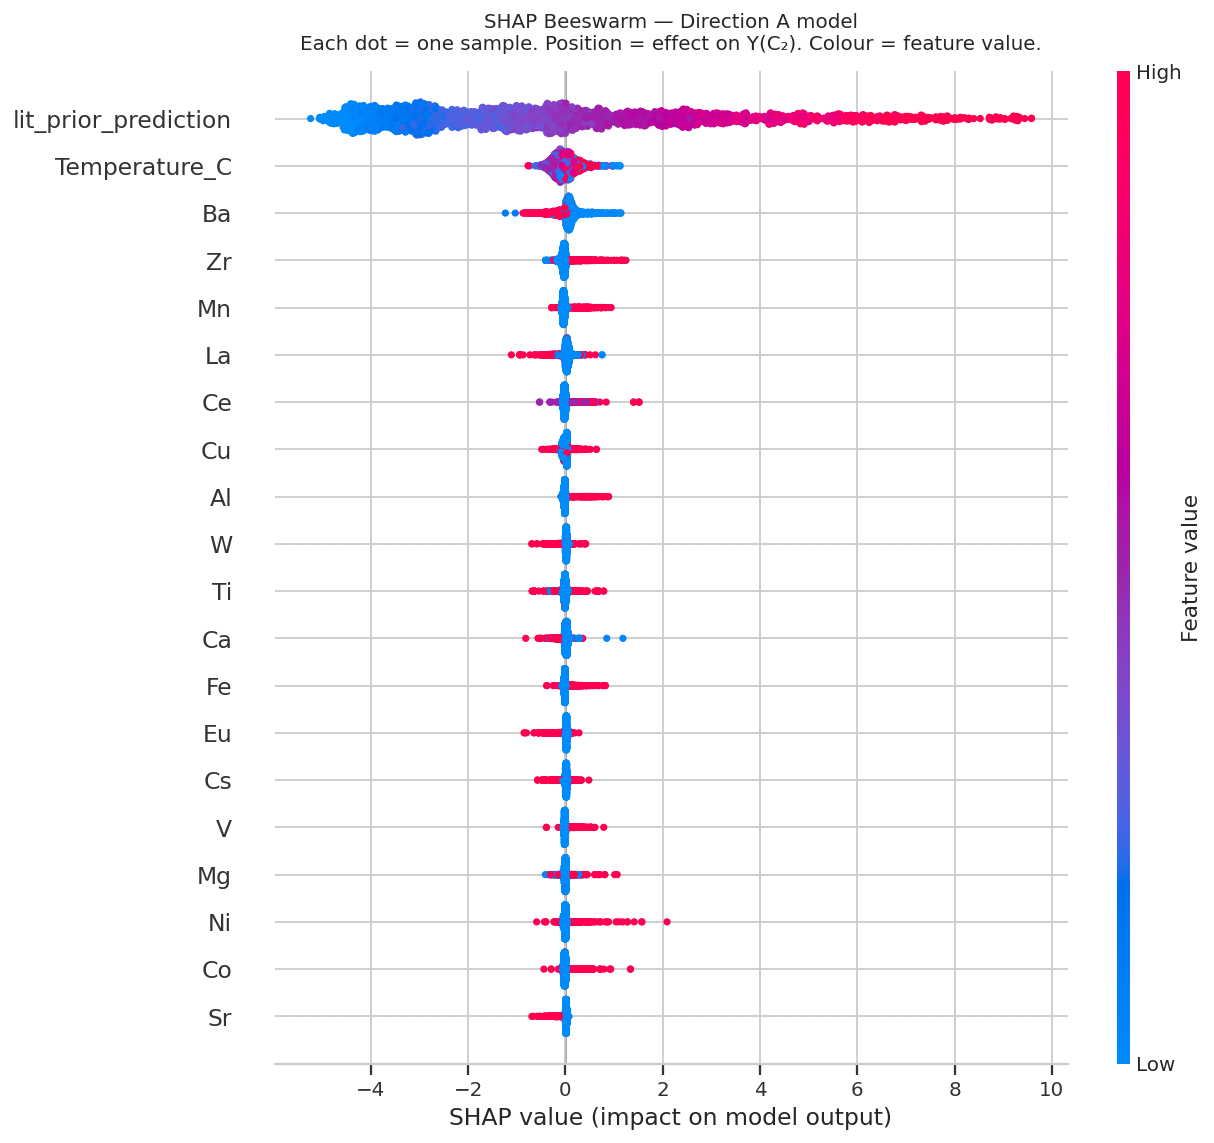 SHAP Beeswarm — Direction A model
Each dot = one sample. Position = effect on Y(C₂). Colour = feature value.
High
lit_prior_prediction
Temperature_C
Ba
Zr
Mn
La
Ce
Cu
Al
W
Ti
Ca
Fe
Eu
Cs
V
Mg
Ni
Co
Sr
Feature value
Low
−4 −2 0 2 4 6 8 10
SHAP value (impact on model output)